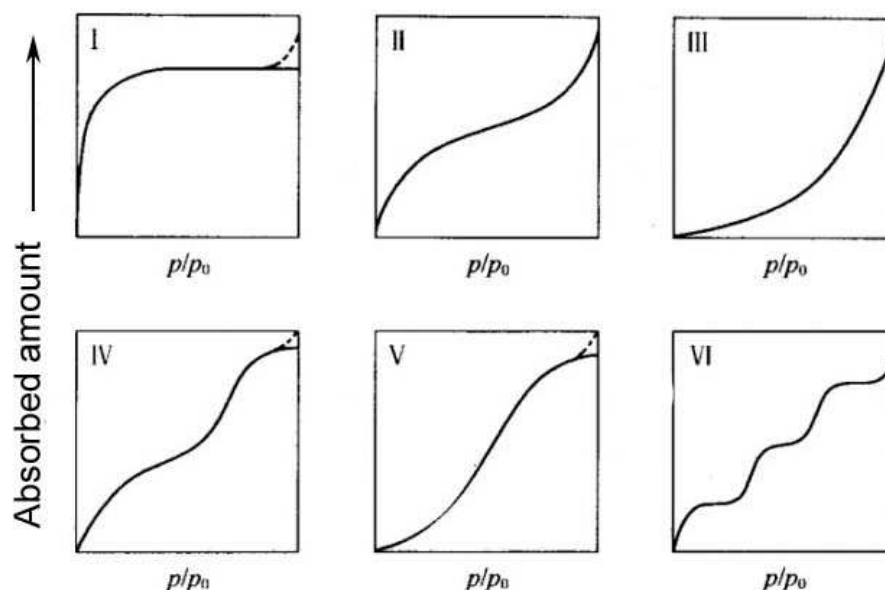 I
II
III
p/p₀
p/p₀
p/p₀
Absorbed amount
IV
V
VI
p/p₀
p/p₀
p/p₀